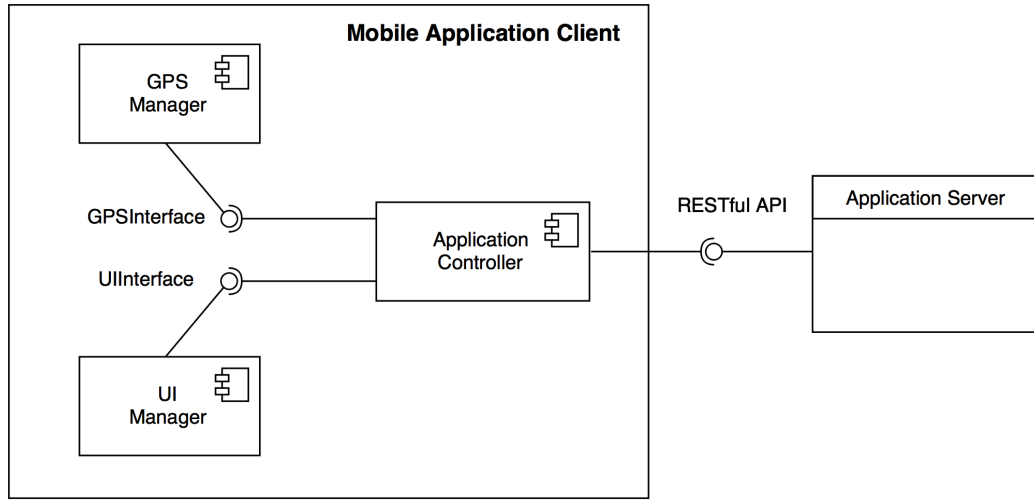 Mobile Application Client
GPS
Manager
GPSInterface
UIInterface
Application
Controller
UI
Manager
RESTful API
Application Server